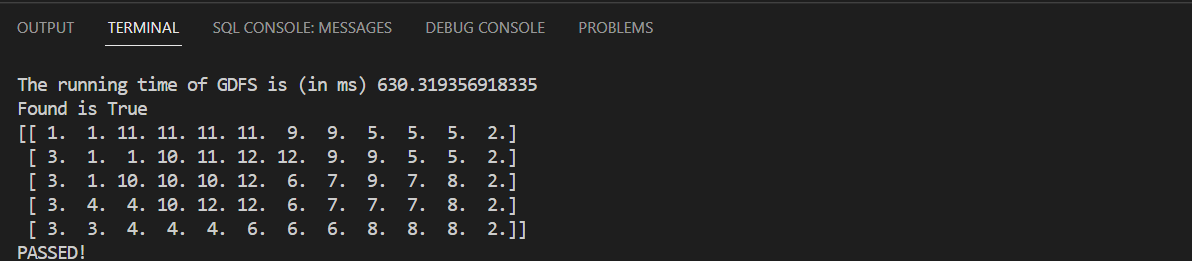 OUTPUT TERMINAL SQL CONSOLE: MESSAGES DEBUG CONSOLE PROBLEMS
The running time of GDFS is (in ms) 630.319356918335
Found is True
[[ 1.  1. 11. 11. 11. 11.  9.  9.  5.  5.  5.  2.]
 [ 3.  1.  1. 10. 11. 12. 12.  9.  9.  5.  5.  2.]
 [ 3.  1. 10. 10. 10. 12.  6.  7.  9.  7.  8.  2.]
 [ 3.  4.  4. 10. 12. 12.  6.  7.  7.  7.  8.  2.]
 [ 3.  3.  4.  4.  4.  6.  6.  6.  8.  8.  8.  2.]]
PASSED!